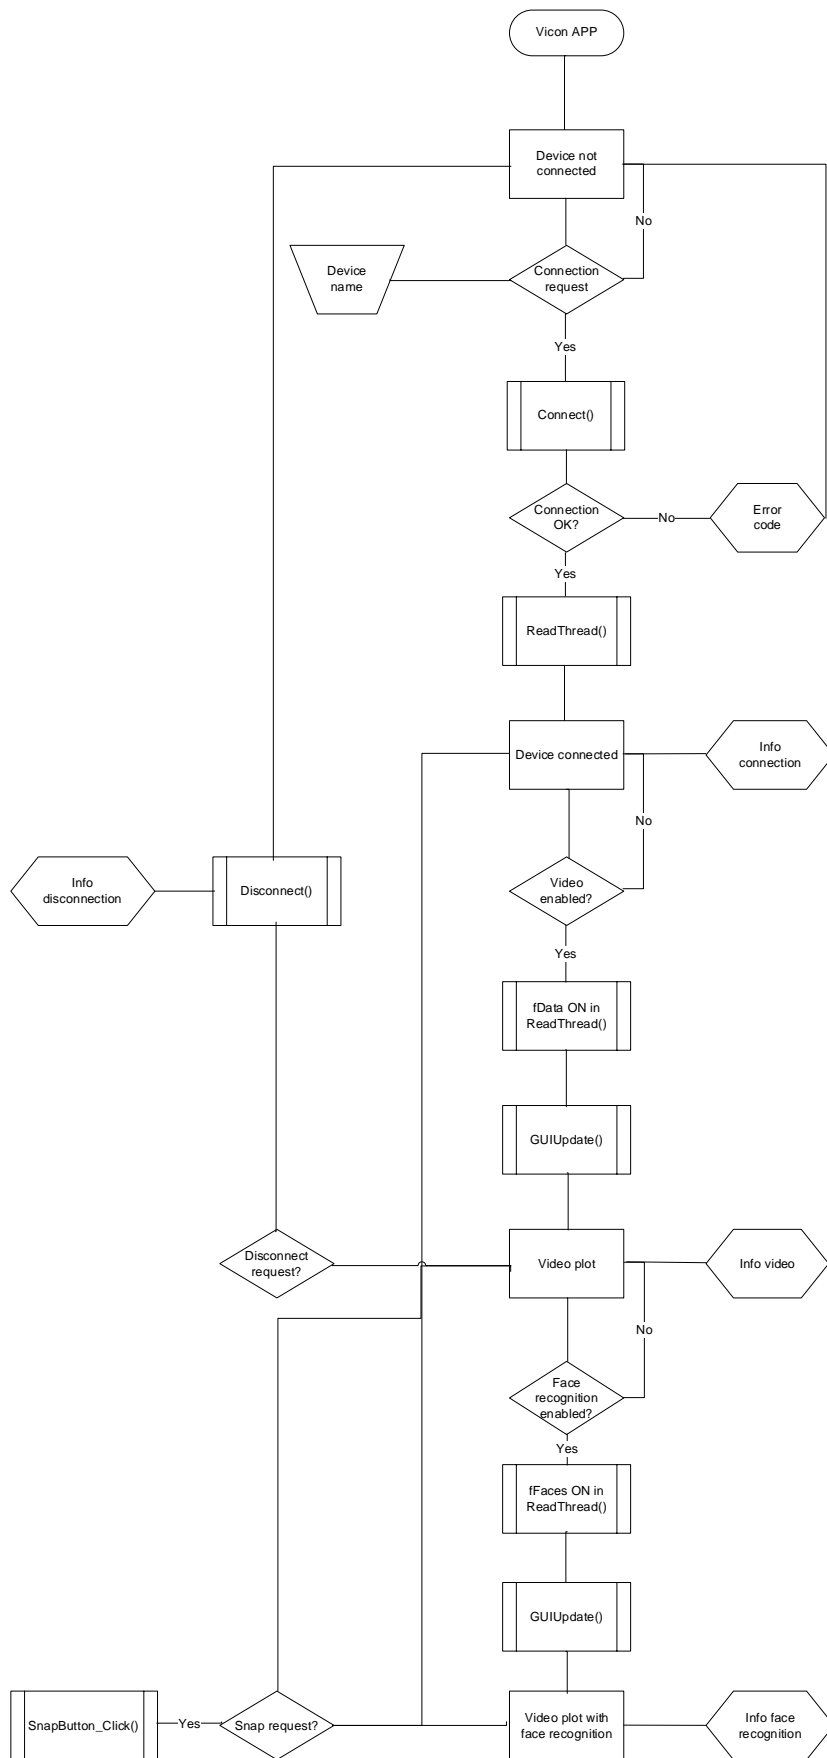 Vicon APP
Device not
connected
No
Device
name
Connection
request
Yes
Connect()
Connection
OK?
No
Error
code
Yes
ReadThread()
Device connected
Info
connection
No
Info
disconnection
Disconnect()
Video
enabled?
Yes
fData ON in
ReadThread()
GUIUpdate()
Disconnect
request?
Video plot
Info video
No
Face
recognition
enabled?
Yes
fFaces ON in
ReadThread()
GUIUpdate()
SnapButton_Click()
Yes
Snap request?
Video plot with
face recognition
Info face
recognition